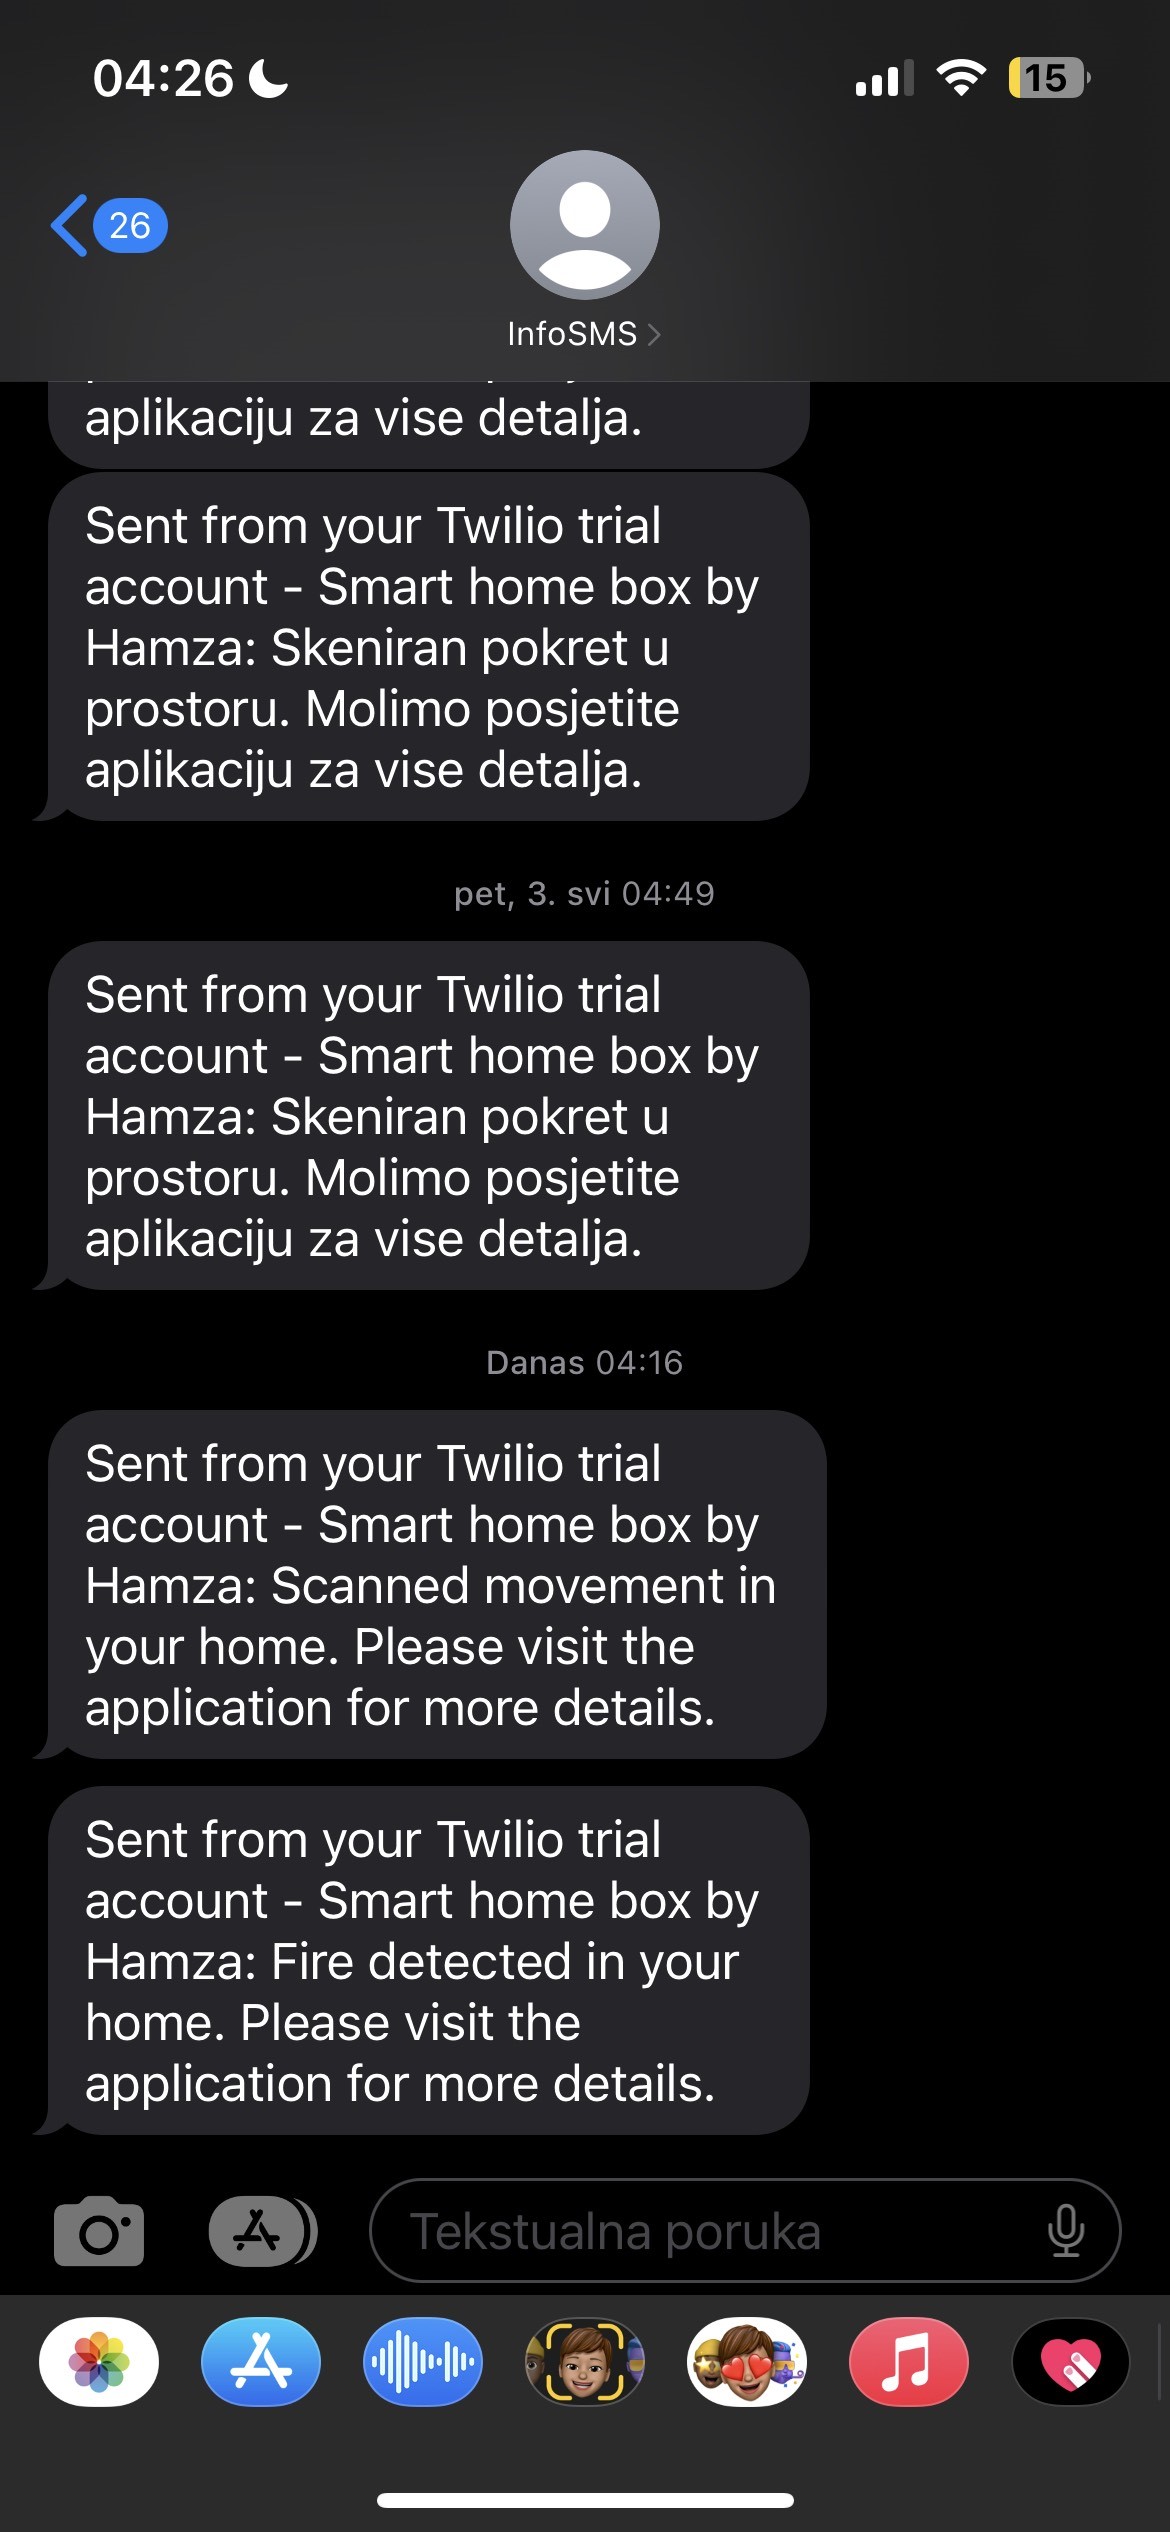 04:26
15
26
InfoSMS
aplikaciju za vise detalja.
Sent from your Twilio trial
account - Smart home box by
Hamza: Skeniran pokret u
prostoru. Molimo posjetite
aplikaciju za vise detalja.
pet, 3. svi 04:49
Sent from your Twilio trial
account - Smart home box by
Hamza: Skeniran pokret u
prostoru. Molimo posjetite
aplikaciju za vise detalja.
Danas 04:16
Sent from your Twilio trial
account - Smart home box by
Hamza: Scanned movement in
your home. Please visit the
application for more details.
Sent from your Twilio trial
account - Smart home box by
Hamza: Fire detected in your
home. Please visit the
application for more details.
Tekstualna poruka